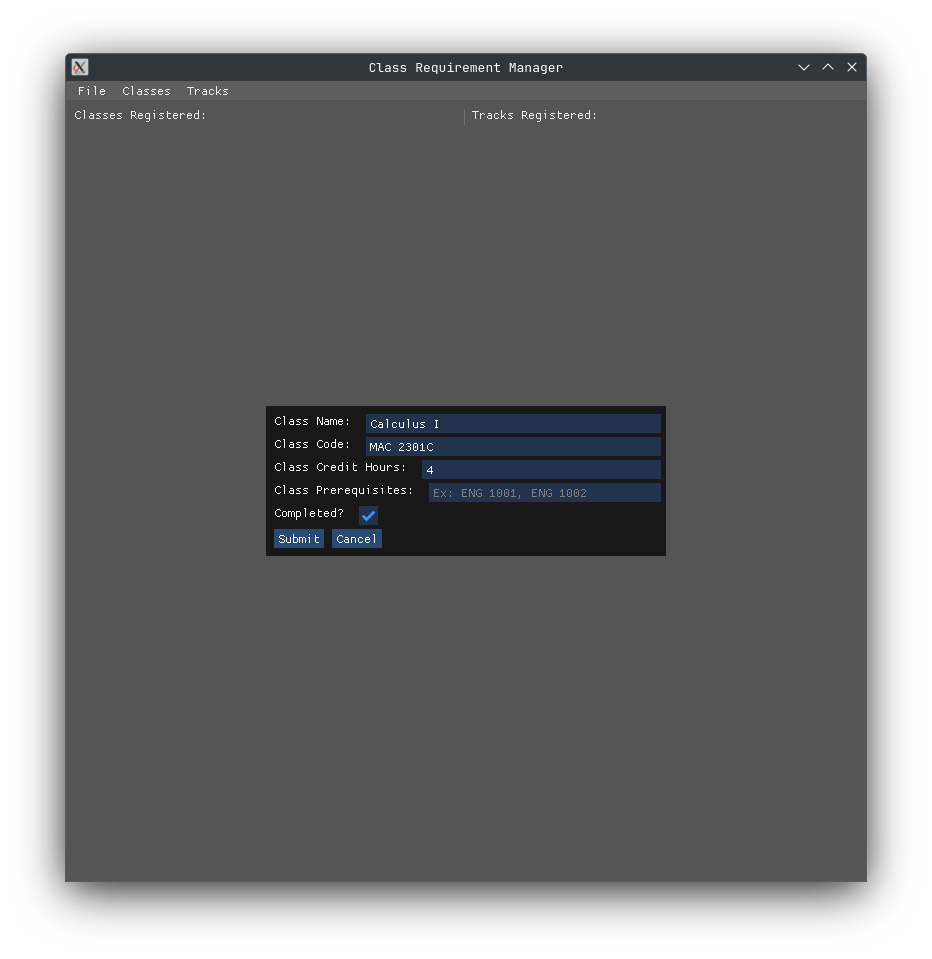 Class Requirement Manager
File Classes Tracks
Classes Registered: Tracks Registered:
Class Name: Calculus I
Class Code: MAC 2301C
Class Credit Hours: 4
Class Prerequisites: Ex: ENG 1001, ENG 1002
Completed?
Submit Cancel